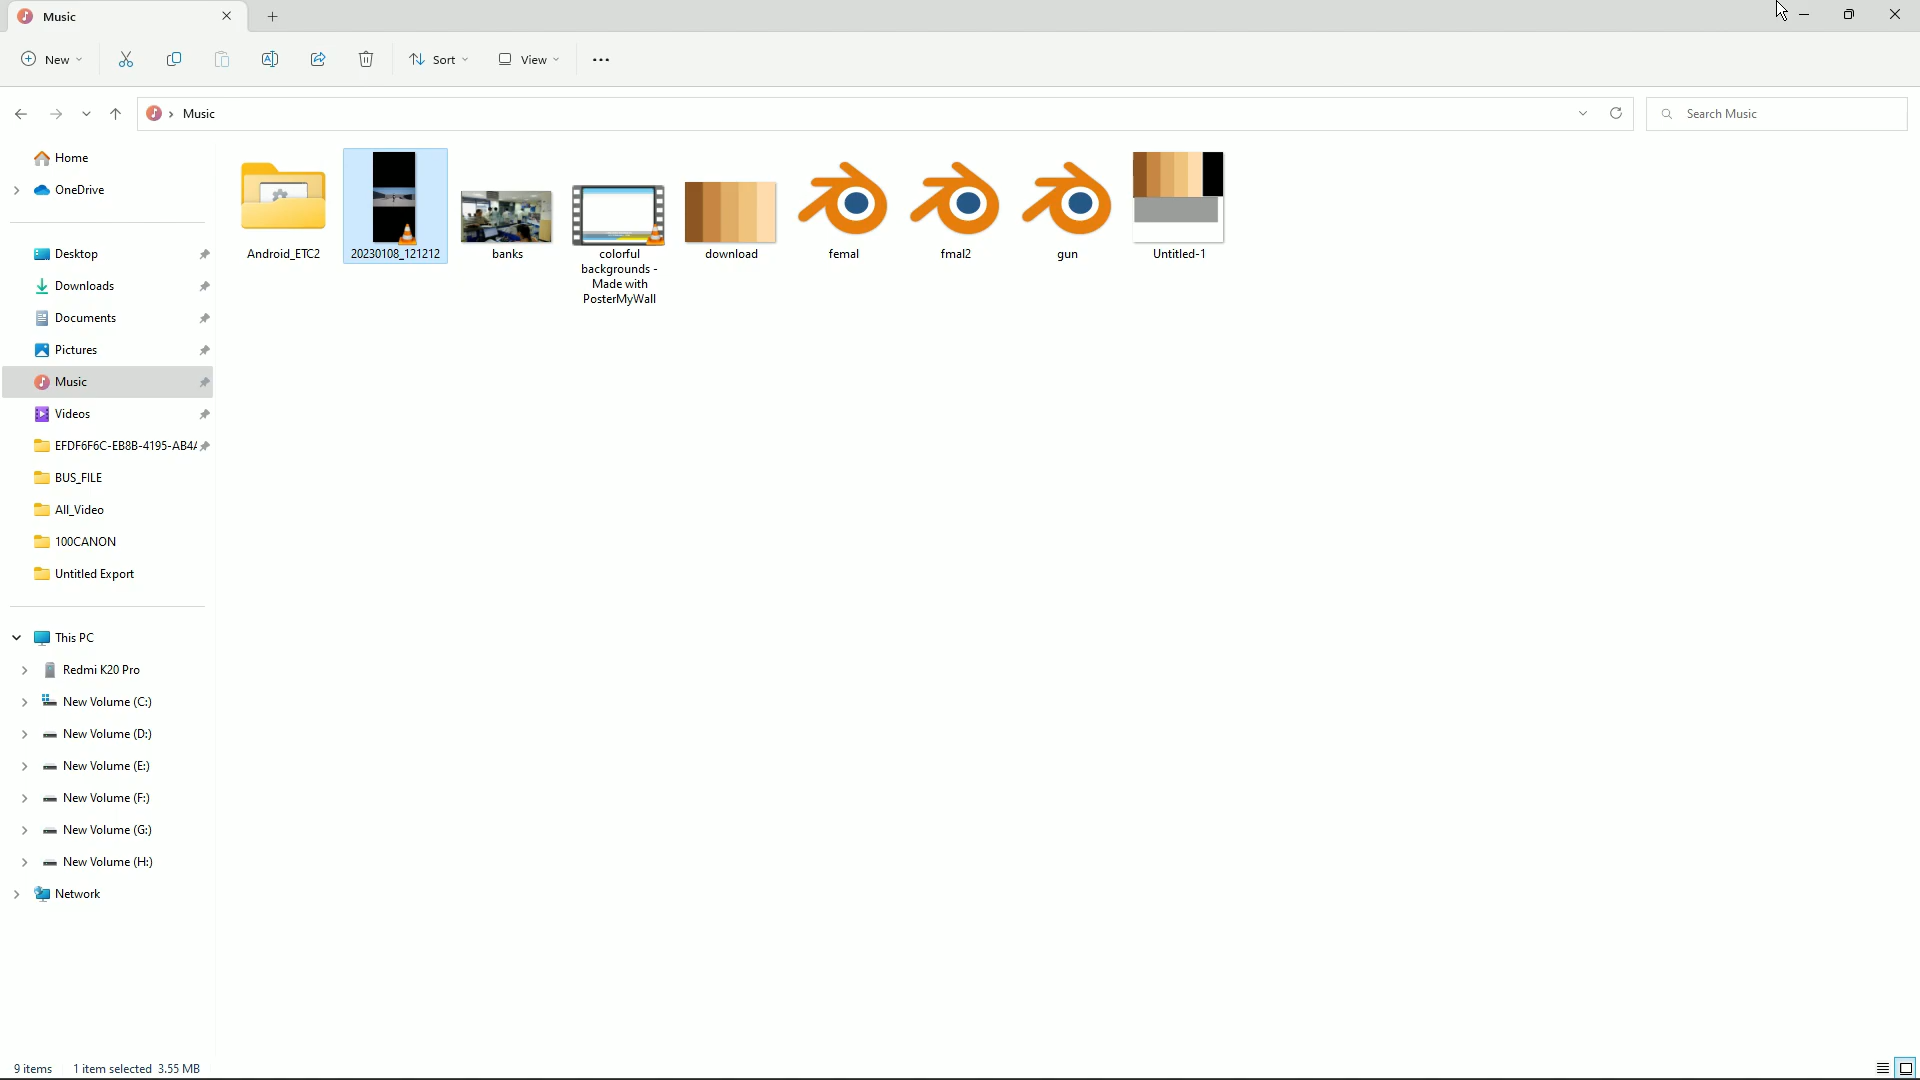 Music
New
Sort
View
Music
Search Music
Home
OneDrive
Desktop
Downloads
Documents
Pictures
Music
Videos
EFDF6F6C-EB8B-4195-AB4
BUS_FILE
All_Video
100CANON
Untitled Export
This PC
Redmi K20 Pro
New Volume (C:)
New Volume (D:)
New Volume (E:)
New Volume (F:)
New Volume (G:)
New Volume (H:)
Network
Android_ETC2
20230108_121212
banks
colorful
backgrounds -
Made with
PosterMyWall
download
femal
fmal2
gun
Untitled-1
9 items
1 item selected 3.55 MB